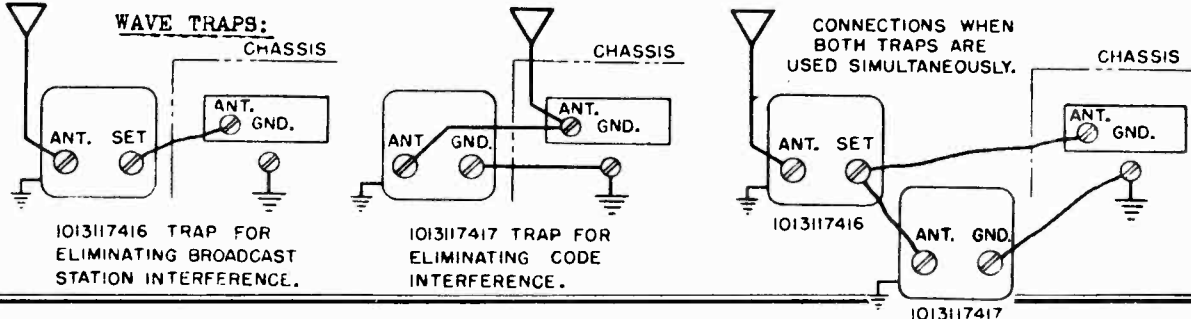 WAVE TRAPS:
CHASSIS
ANT.
GND.
ANT. SET
1013117416 TRAP FOR
ELIMINATING BROADCAST
STATION INTERFERENCE.
CHASSIS
ANT.
GND.
ANT GND.
1013117417 TRAP FOR
ELIMINATING CODE
INTERFERENCE.
CONNECTIONS WHEN
BOTH TRAPS ARE
USED SIMULTANEOUSLY.
CHASSIS
ANT.
GND.
ANT. SET
1013117416
ANT. GND.
1013117417